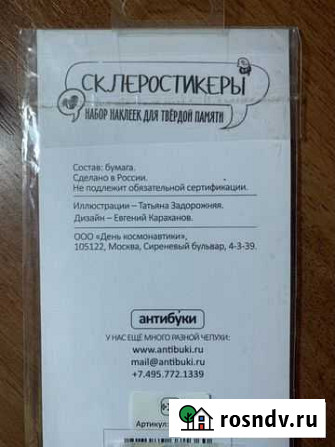 СКЛЕРОСТИКЕРЫ
НАБОР НАКЛЕЕК ДЛЯ ТВЁРДОЙ ПАМЯТИ
Состав: бумага.
Сделано в России.
Не подлежит обязательной сертификации.
Иллюстрации – Татьяна Задорожняя.
Дизайн – Евгений Караханов.
ООО «День космонавтики»,
105122, Москва, Сиреневый бульвар, 4-3-39.
антибуки
У НАС ЕЩЁ МНОГО РАЗНОЙ ЧЕПУХИ:
www.antibuki.ru
mail@antibuki.ru
+7.495.772.1339
Артикул:
rosndv.ru